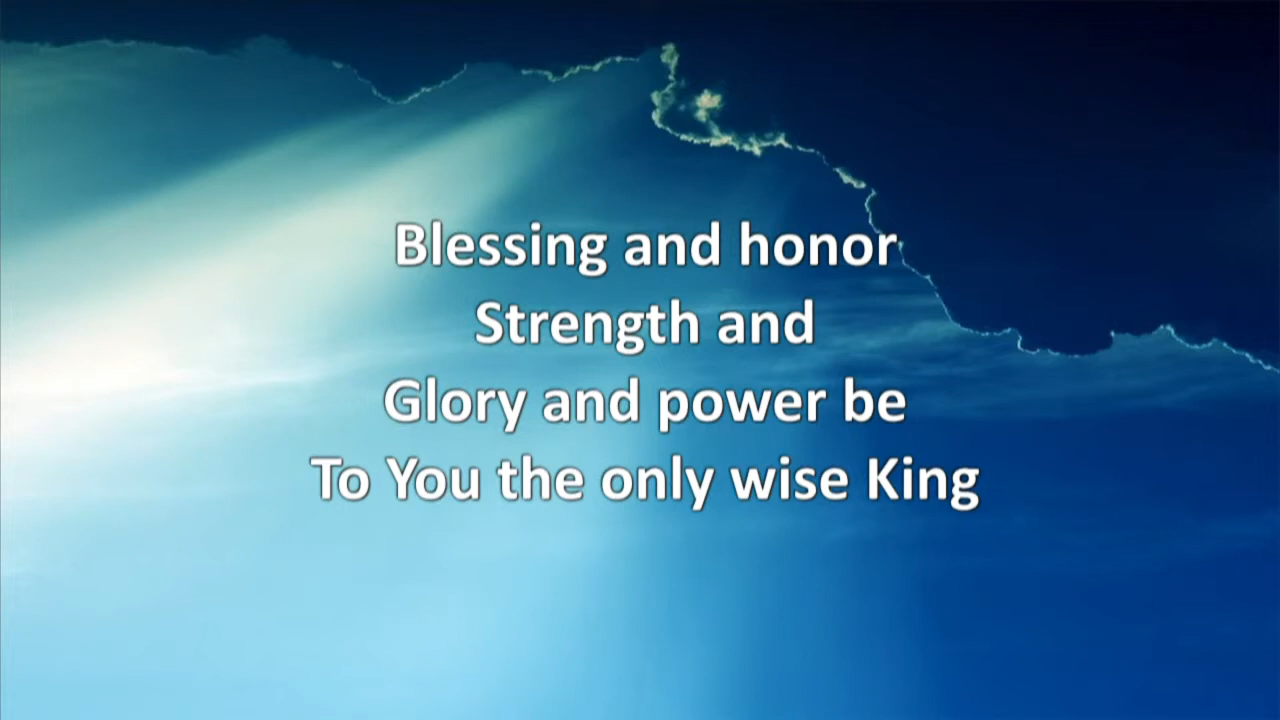 Blessing and honor
Strength and
Glory and power be
To You the only wise King